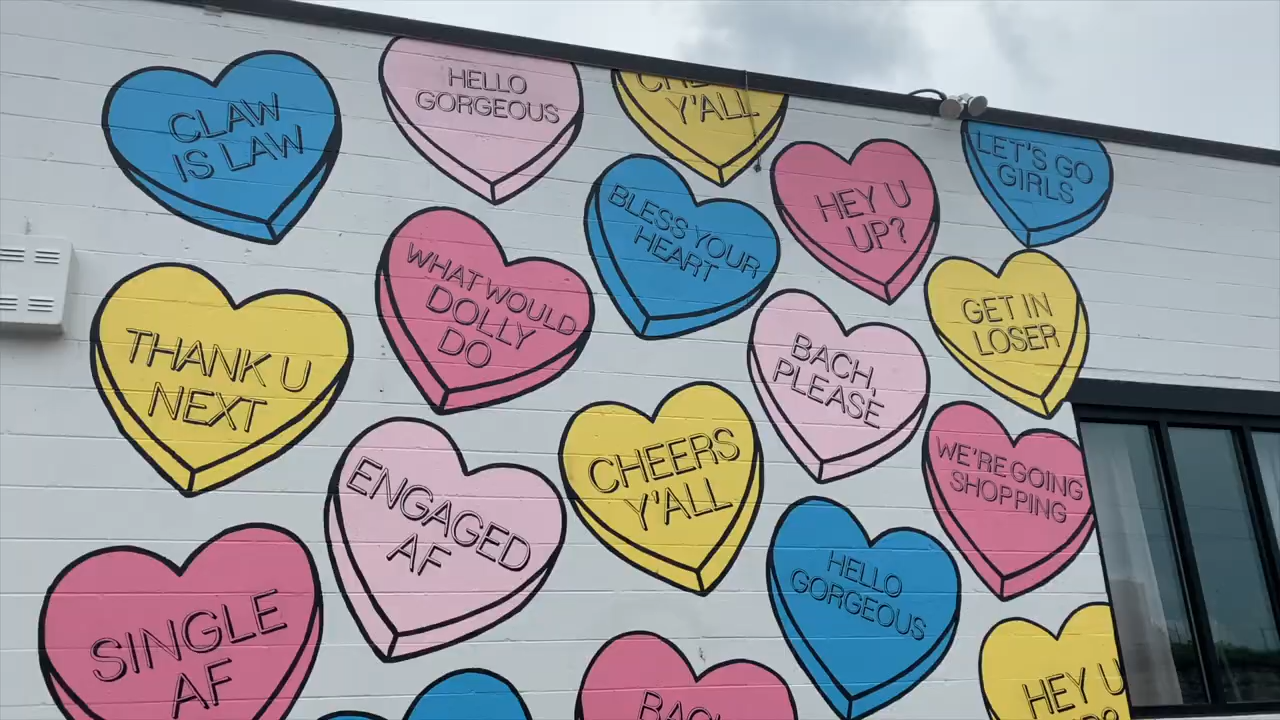 CLAW
IS LAW
HELLO
GORGEOUS
Y'ALL
LET'S GO
GIRLS
BLESS YOUR
HEART
HEY U
UP?
WHAT WOULD
DOLLY
DO
GET IN
LOSER
THANK U
NEXT
BACH,
PLEASE
CHEERS
Y'ALL
WE'RE GOING
SHOPPING
ENGAGED
AF
HELLO
GORGEOUS
SINGLE
AF
HEY U